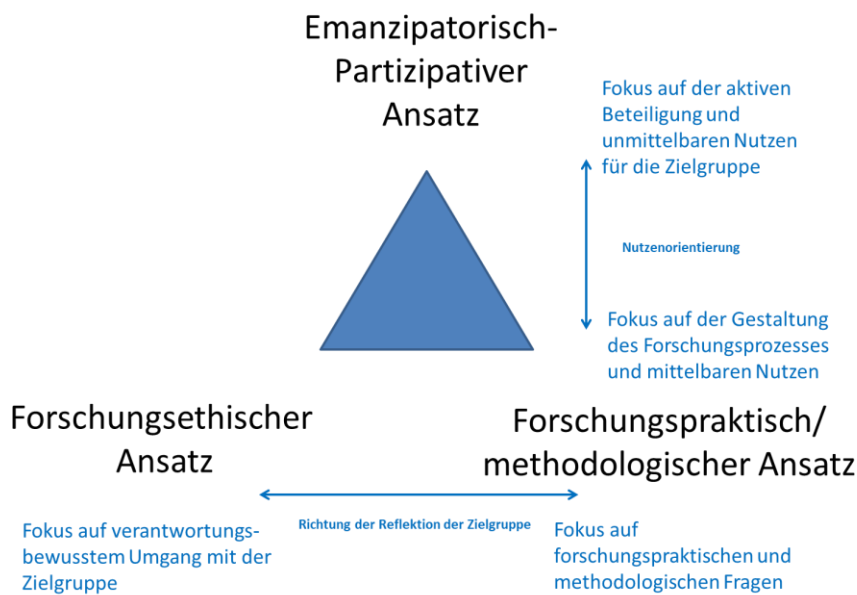 Emanzipatorisch-
Partizipativer
Ansatz
Fokus auf der aktiven
Beteiligung und
unmittelbaren Nutzen
für die Zielgruppe
Nutzenorientierung
Fokus auf der Gestaltung
des Forschungsprozesses
und mittelbaren Nutzen
Forschungsethischer
Ansatz
Forschungspraktisch/
methodologischer Ansatz
Richtung der Reflektion der Zielgruppe
Fokus auf verantwortungs-
bewusstem Umgang mit der
Zielgruppe
Fokus auf
forschungspraktischen und
methodologischen Fragen